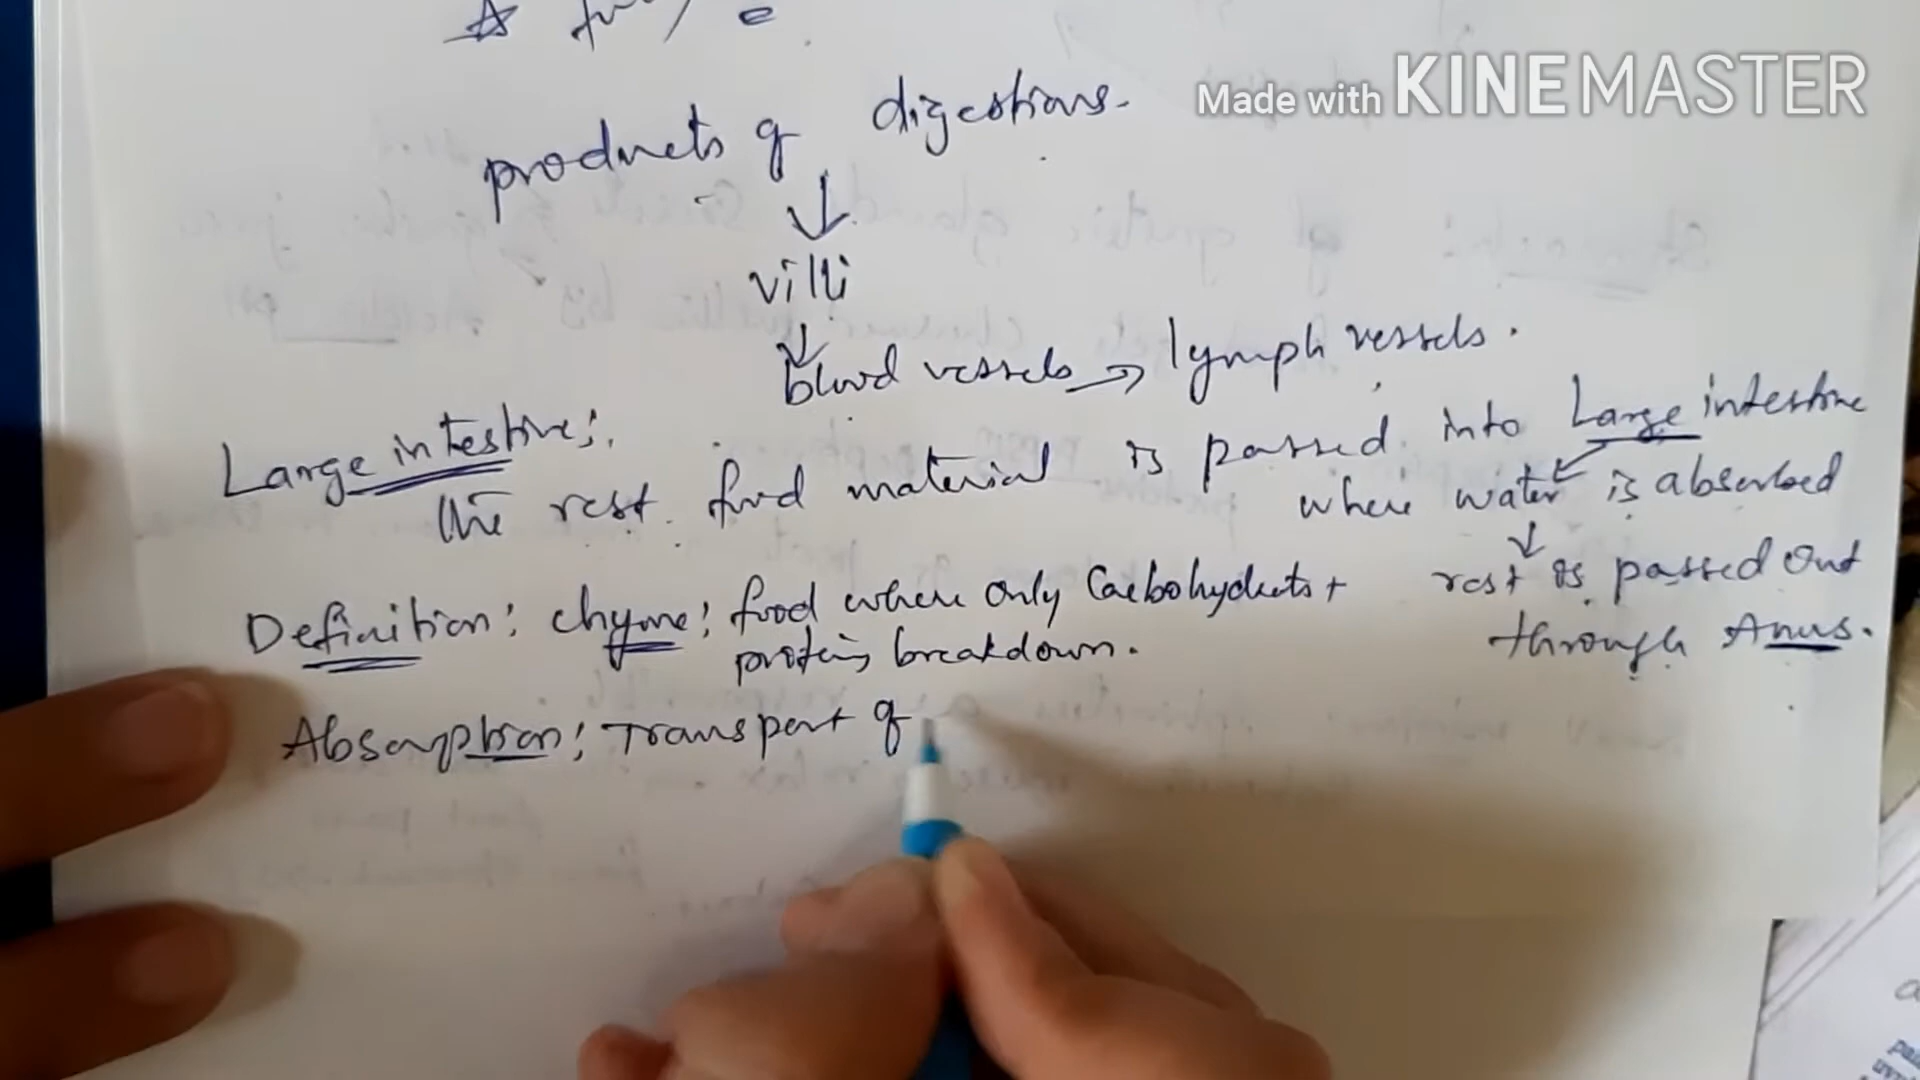 Made with KINEMASTER
products of digestions.
villi
blood vessels → lymph vessels.
Large intestine:
the rest food material is passed into Large intestine
where water is absorbed
rest is passed out
through Anus.
Definition: chyme: food where only Carbohydrats +
protein breakdown.
Absorption: Transport of